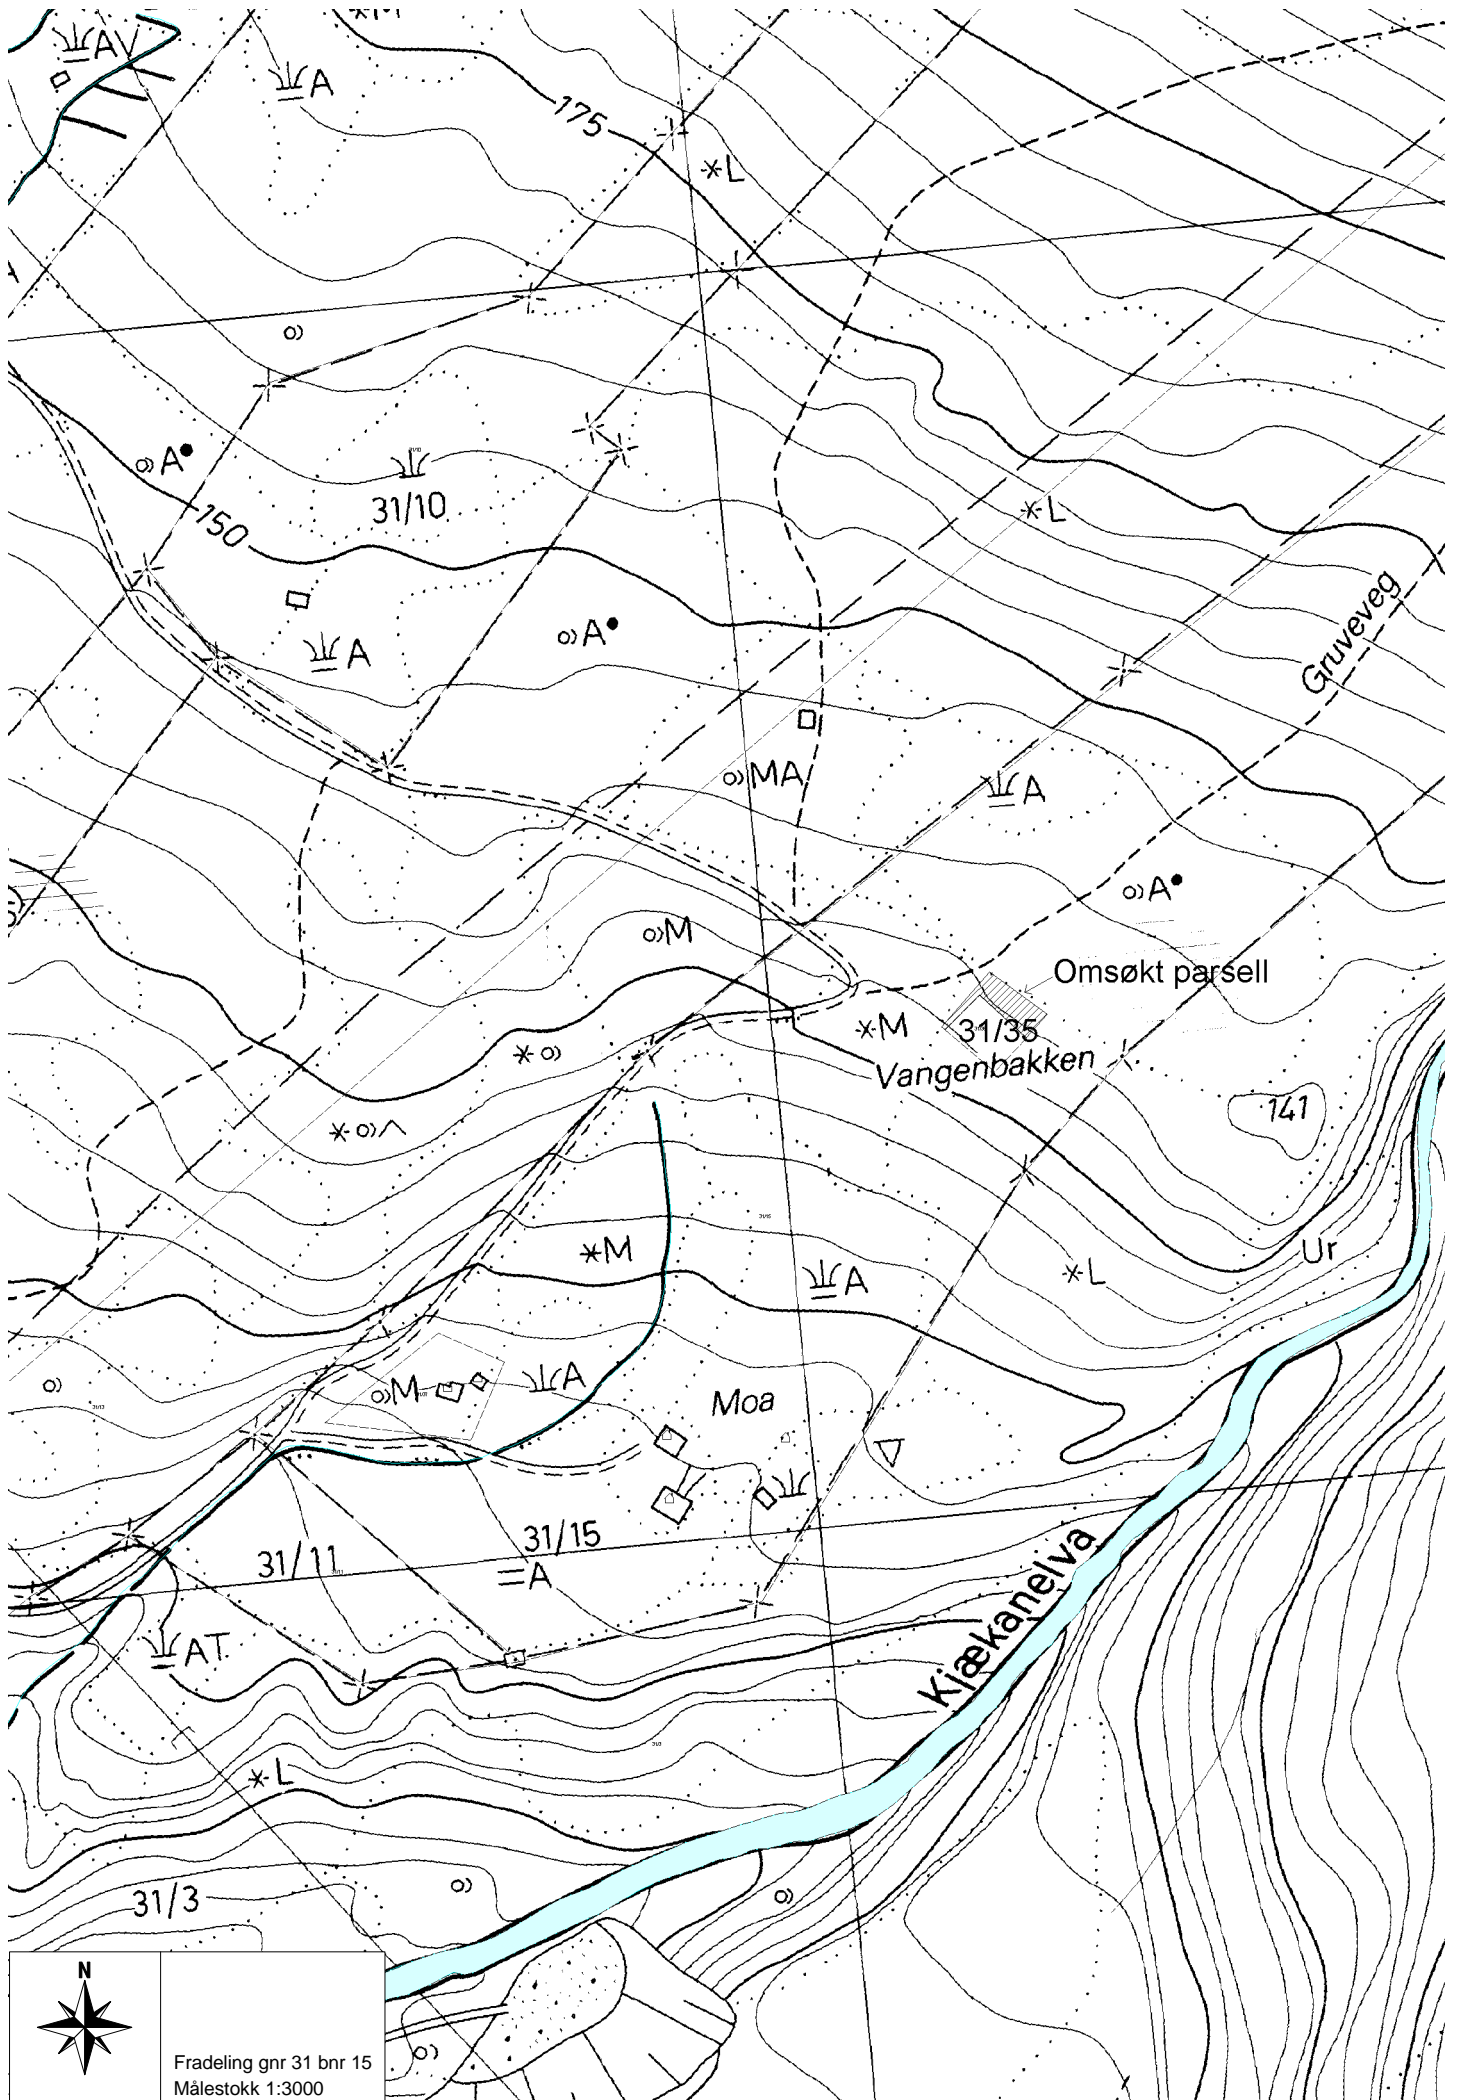 AV
A
175
L
A
31/10
150
A
A
L
Gruveveg
MA
A
A
M
Omsøkt parsell
M
31/35
Vangenbakken
141
M
A
L
Ur
M
A
Moa
31/15
31/11
A
Kjækanelva
AT
L
31/3
N
Fradeling gnr 31 bnr 15
Målestokk 1:3000